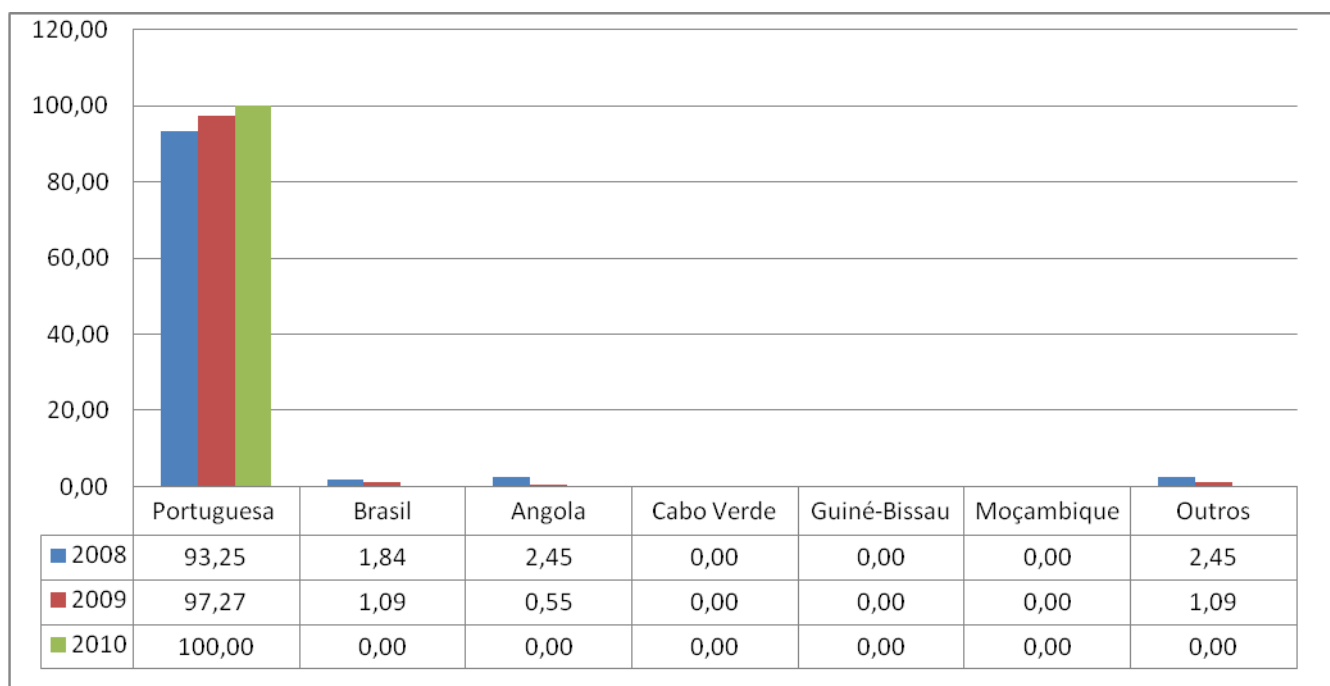 120,00
100,00
80,00
60,00
40,00
20,00
0,00
Portuguesa Brasil Angola Cabo Verde Guiné-Bissau Moçambique Outros
2008 93,25 1,84 2,45 0,00 0,00 0,00 2,45
2009 97,27 1,09 0,55 0,00 0,00 0,00 1,09
2010 100,00 0,00 0,00 0,00 0,00 0,00 0,00